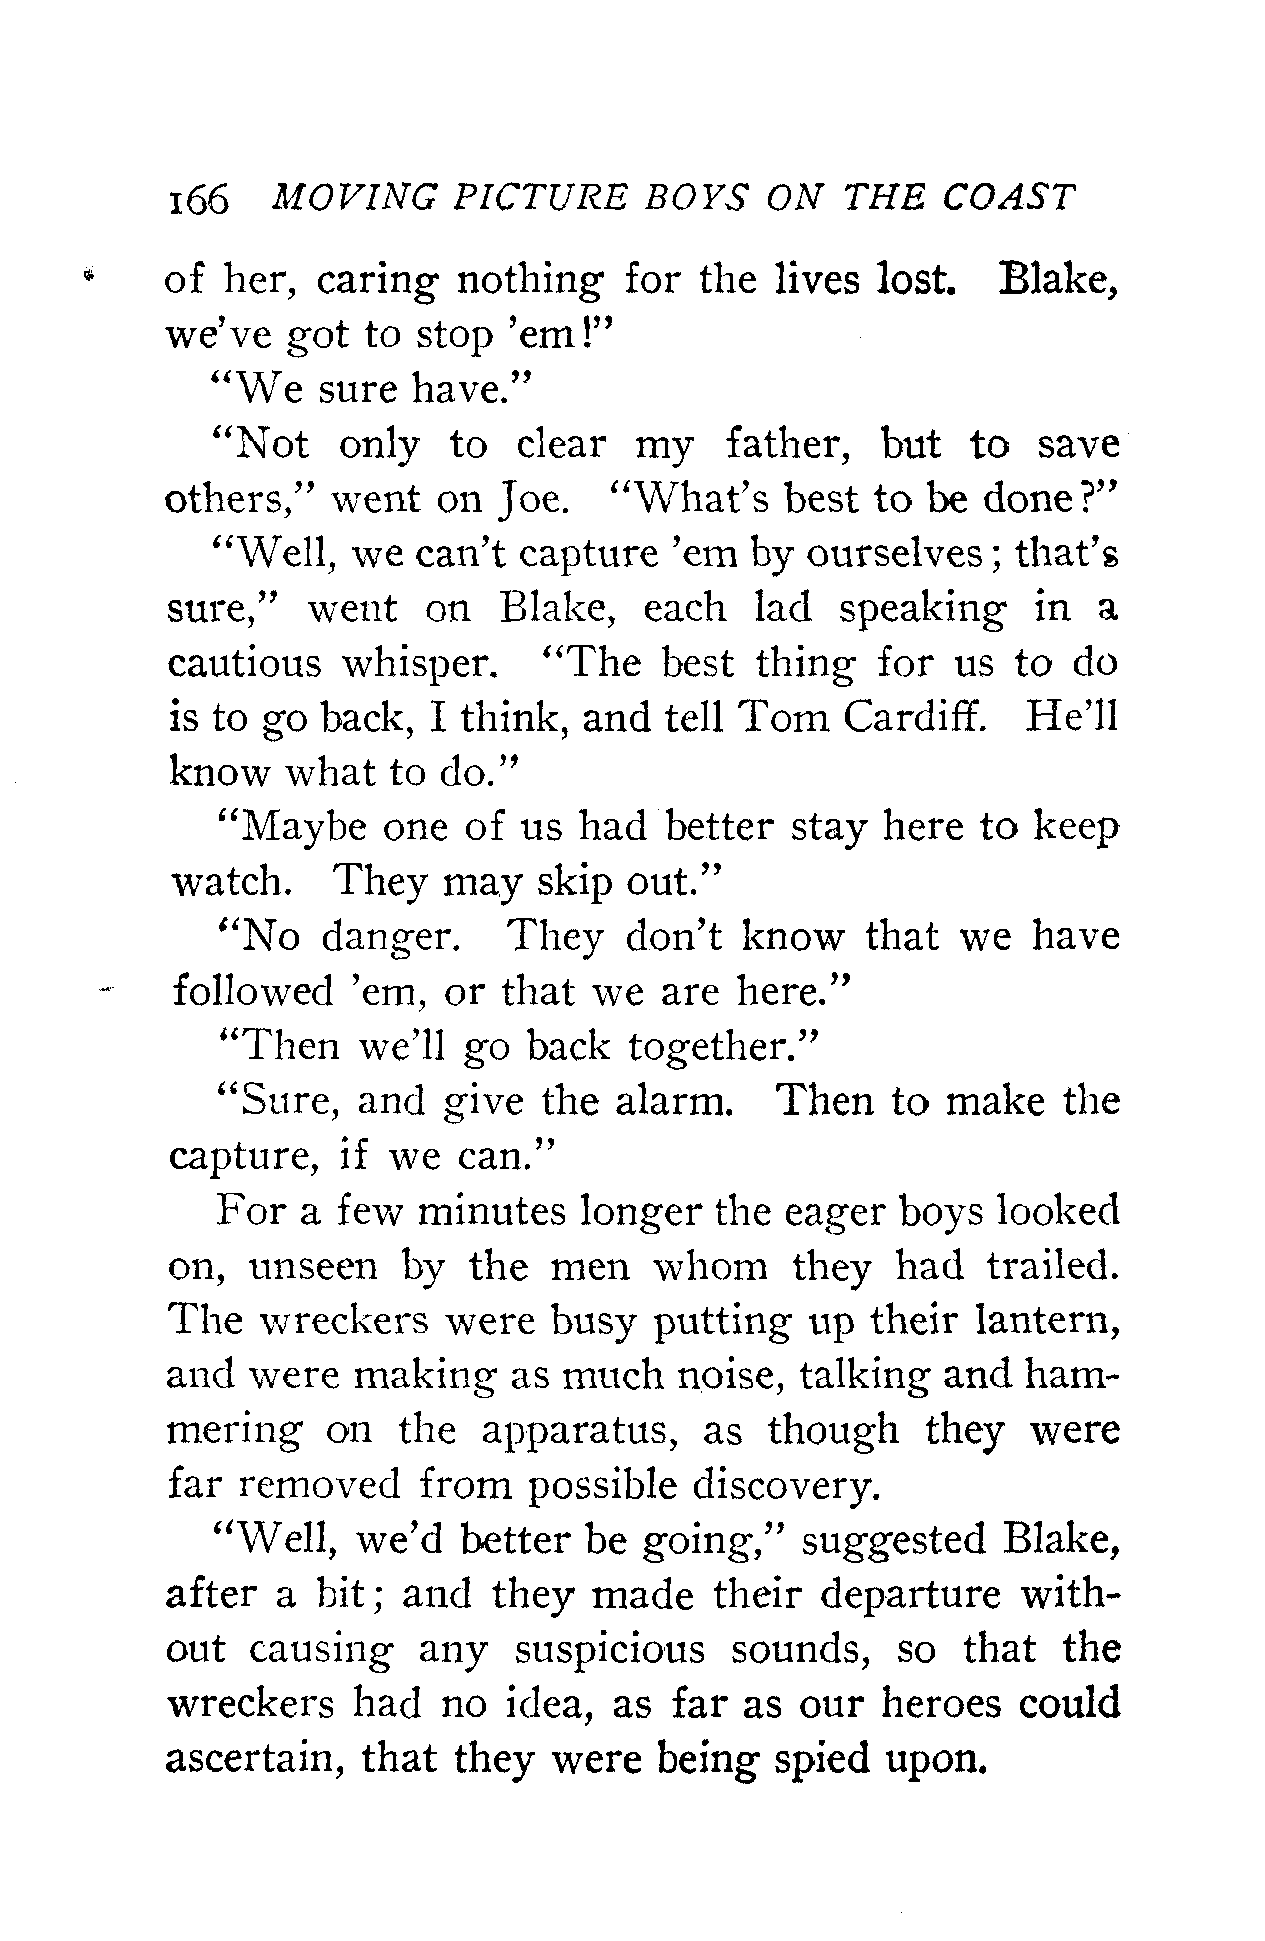 166 MOVING PICTURE BOYS ON THE COAST
of her, caring nothing for the lives lost. Blake,
we've got to stop 'em!"
"We sure have."
"Not only to clear my father, but to save
others," went on Joe. "What's best to be done?"
"Well, we can't capture 'em by ourselves; that's
sure," went on Blake, each lad speaking in a
cautious whisper. "The best thing for us to do
is to go back, I think, and tell Tom Cardiff. He'll
know what to do."
"Maybe one of us had better stay here to keep
watch. They may skip out."
"No danger. They don't know that we have
followed 'em, or that we are here."
"Then we'll go back together."
"Sure, and give the alarm. Then to make the
capture, if we can."
For a few minutes longer the eager boys looked
on, unseen by the men whom they had trailed.
The wreckers were busy putting up their lantern,
and were making as much noise, talking and ham-
mering on the apparatus, as though they were
far removed from possible discovery.
"Well, we'd better be going," suggested Blake,
after a bit; and they made their departure with-
out causing any suspicious sounds, so that the
wreckers had no idea, as far as our heroes could
ascertain, that they were being spied upon.